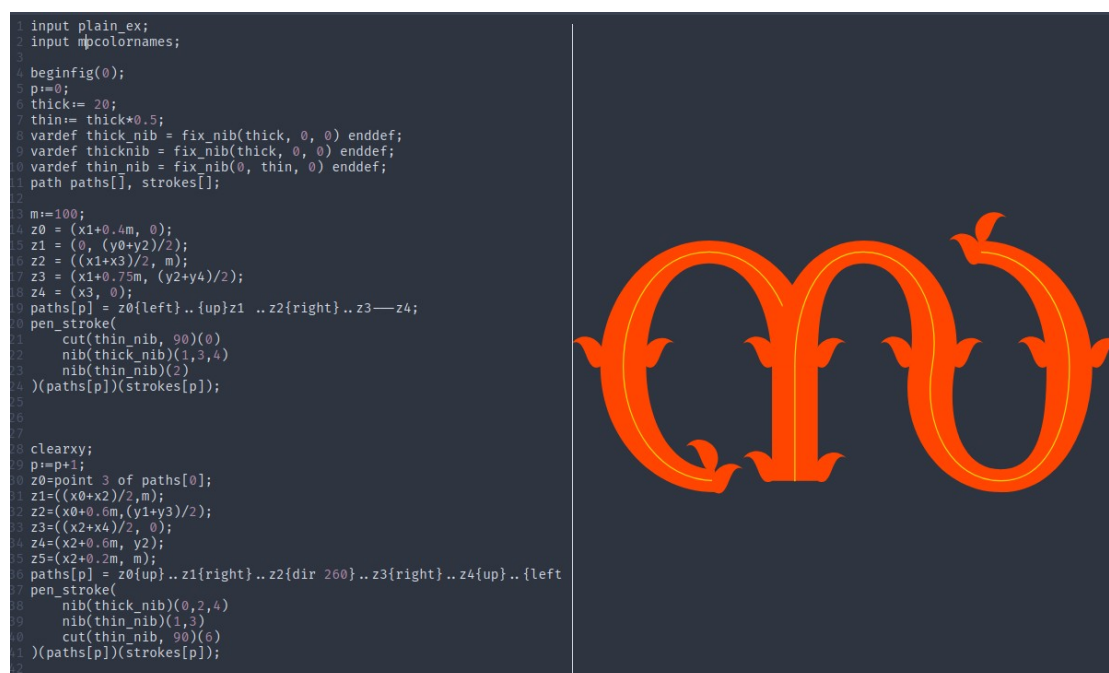 1 input plain_ex;
2 input mpcolornames;
3
4 beginfig(0);
5 p:=0;
6 thick:= 20;
7 thin:= thick*0.5;
8 vardef thick_nib = fix_nib(thick, 0, 0) enddef;
9 vardef thicknib = fix_nib(thick, 0, 0) enddef;
10 vardef thin_nib = fix_nib(0, thin, 0) enddef;
11 path paths[], strokes[];
12
13 m:=100;
14 z0 = (x1+0.4m, 0);
15 z1 = (0, (y0+y2)/2);
16 z2 = ((x1+x3)/2, m);
17 z3 = (x1+0.75m, (y2+y4)/2);
18 z4 = (x3, 0);
19 paths[p] = z0{left}..{up}z1 ..z2{right}..z3---z4;
20 pen_stroke(
21 cut(thin_nib, 90)(0)
22 nib(thick_nib)(1,3,4)
23 nib(thin_nib)(2)
24 )(paths[p])(strokes[p]);
25
26
27
28 clearxy;
29 p:=p+1;
30 z0=point 3 of paths[0];
31 z1=((x0+x2)/2,m);
32 z2=(x0+0.6m,(y1+y3)/2);
33 z3=((x2+x4)/2, 0);
34 z4=(x2+0.6m, y2);
35 z5=(x2+0.2m, m);
36 paths[p] = z0{up}..z1{right}..z2{dir 260}..z3{right}..z4{up}..{left
37 pen_stroke(
38 nib(thick_nib)(0,2,4)
39 nib(thin_nib)(1,3)
40 cut(thin_nib, 90)(6)
41 )(paths[p])(strokes[p]);
42
സ